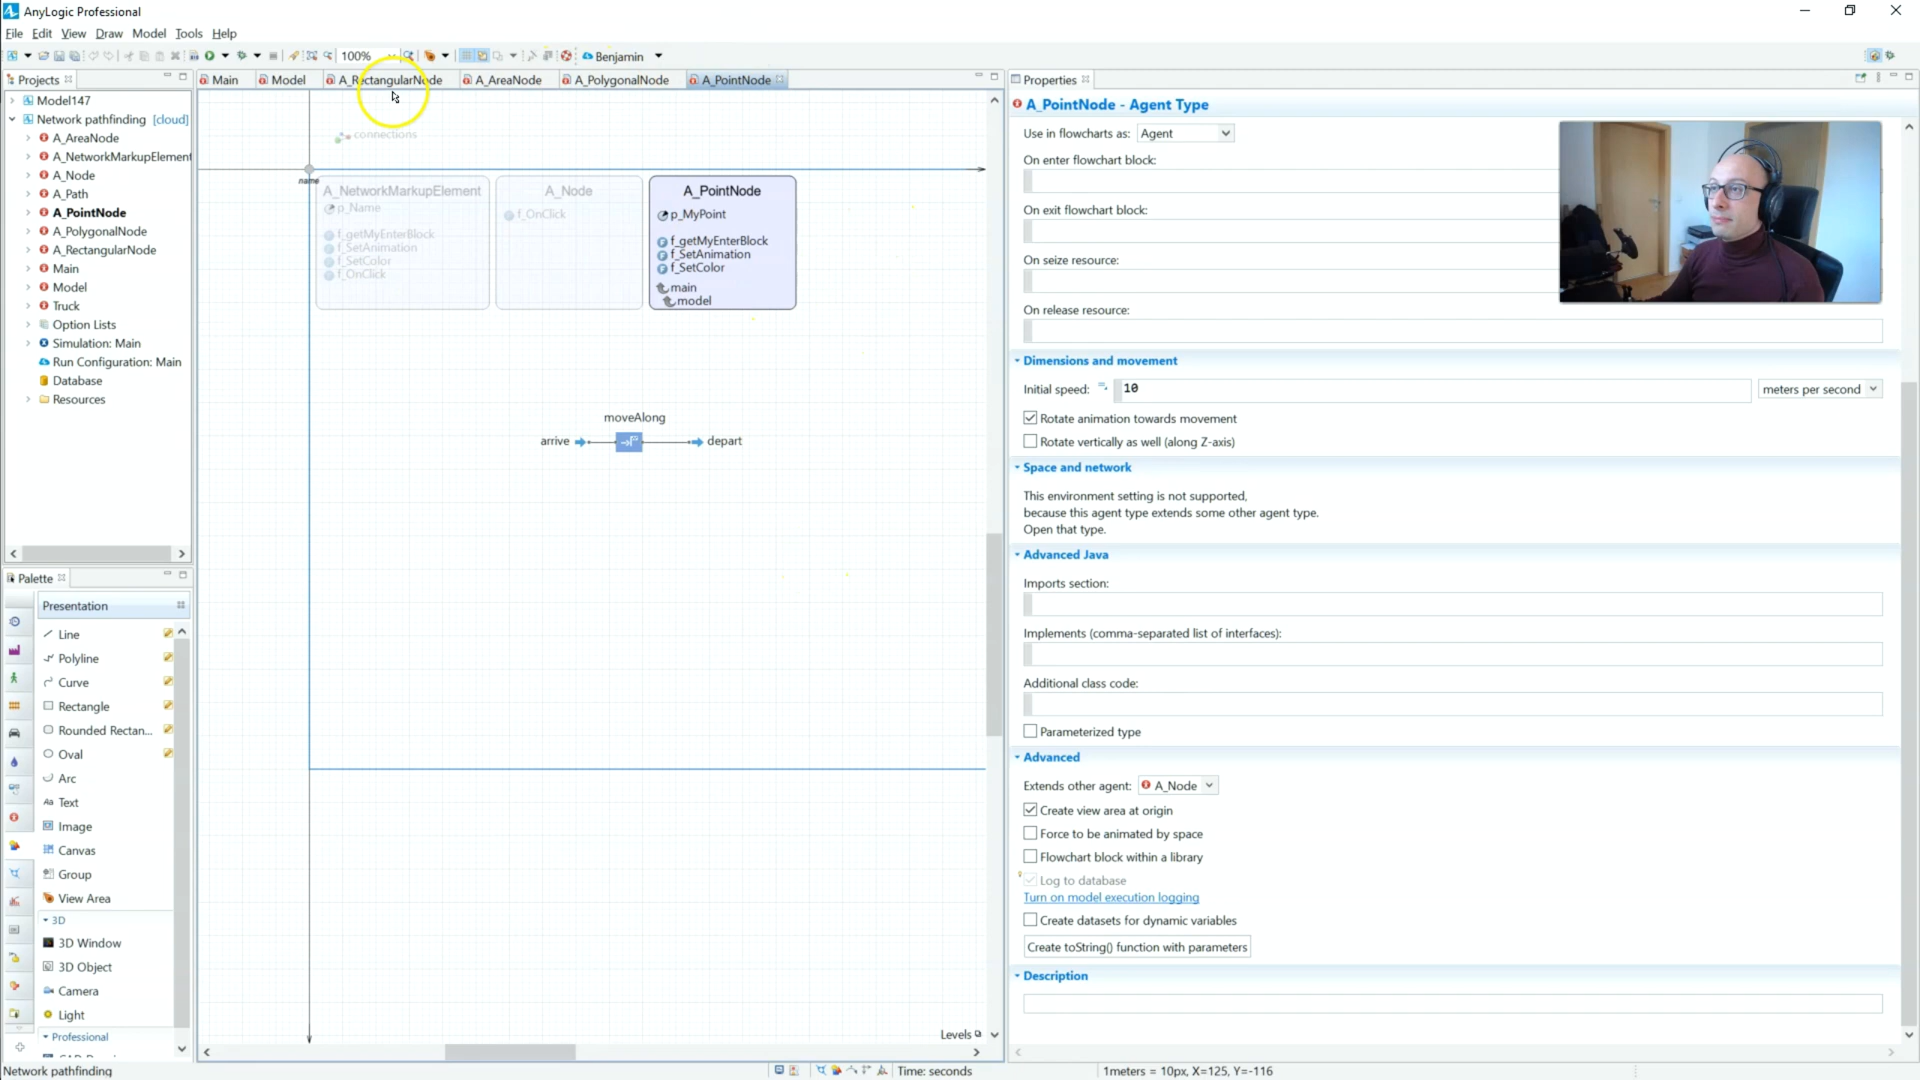 AnyLogic Professional
File Edit View Draw Model Tools Help
100%
Benjamin
Projects
Main
Model
A_RectangularNode
A_AreaNode
A_PolygonalNode
A_PointNode
Properties
Model147
Network pathfinding [cloud]
A_AreaNode
A_NetworkMarkupElement
A_Node
A_Path
A_PointNode
A_PolygonalNode
A_RectangularNode
Main
Model
Truck
Option Lists
Simulation: Main
Run Configuration: Main
Database
Resources
Palette
Presentation
Line
Polyline
Curve
Rectangle
Rounded Rectan...
Oval
Arc
Text
Image
Canvas
Group
View Area
3D
3D Window
3D Object
Camera
Light
Professional
connections
name
A_NetworkMarkupElement
p_Name
f_getMyEnterBlock
f_SetAnimation
f_SetColor
f_OnClick
A_Node
f_OnClick
A_PointNode
p_MyPoint
f_getMyEnterBlock
f_SetAnimation
f_SetColor
main
model
moveAlong
arrive
depart
Levels
A_PointNode - Agent Type
Use in flowcharts as: Agent
On enter flowchart block:
On exit flowchart block:
On seize resource:
On release resource:
Dimensions and movement
Initial speed: 10 meters per second
Rotate animation towards movement
Rotate vertically as well (along Z-axis)
Space and network
This environment setting is not supported,
because this agent type extends some other agent type.
Open that type.
Advanced Java
Imports section:
Implements (comma-separated list of interfaces):
Additional class code:
Parameterized type
Advanced
Extends other agent: A_Node
Create view area at origin
Force to be animated by space
Flowchart block within a library
Log to database
Turn on model execution logging
Create datasets for dynamic variables
Create toString() function with parameters
Description
Network pathfinding
Time: seconds
1meters = 10px, X=125, Y=-116